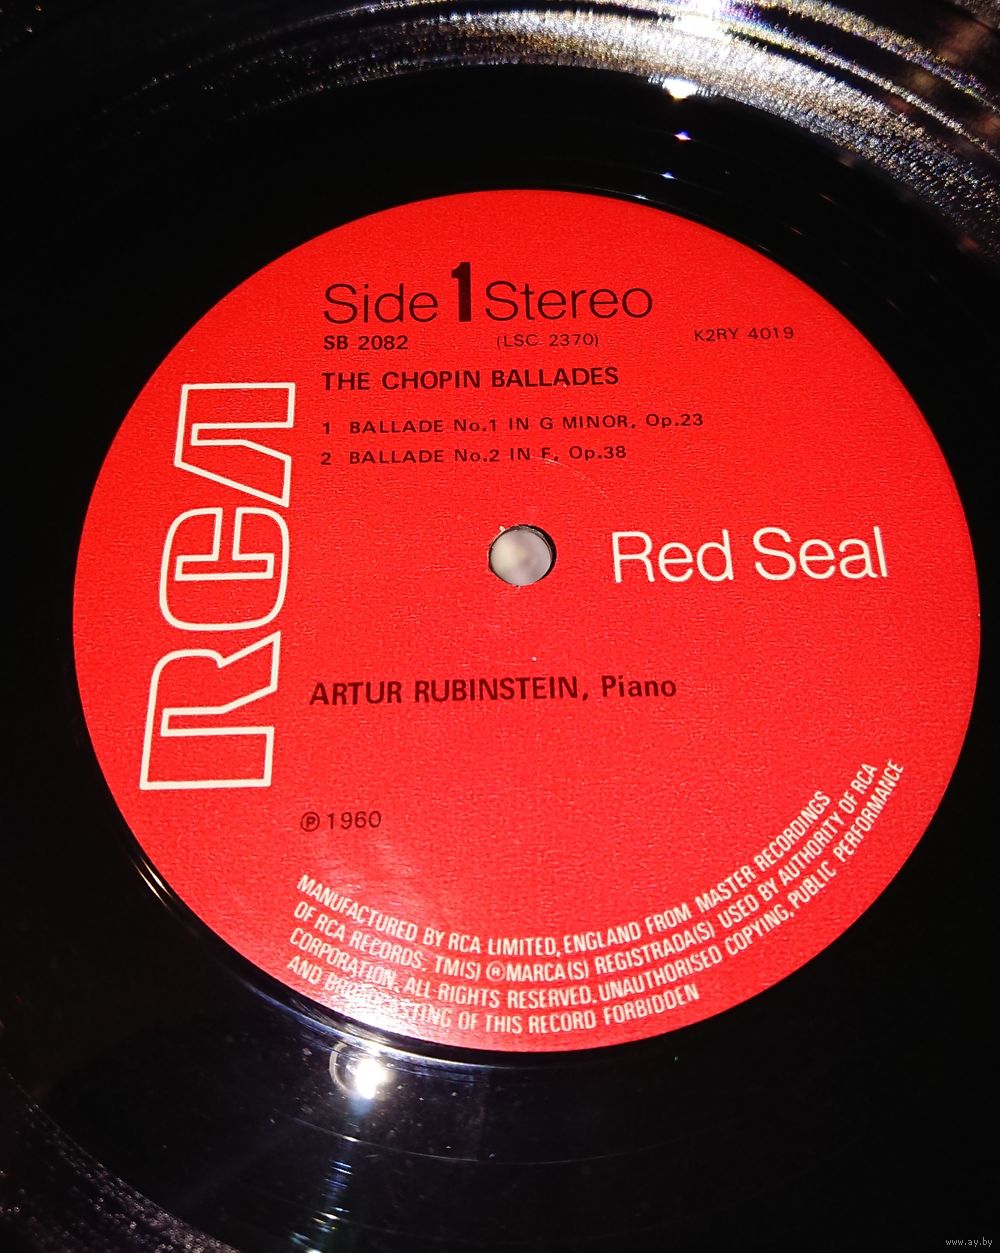 Side 1 Stereo
SB 2082 (LSC 2370) K2RY 4019
THE CHOPIN BALLADES
1 BALLADE No.1 IN G MINOR, Op.23
2 BALLADE No.2 IN F, Op.38
RCA
Red Seal
ARTUR RUBINSTEIN, Piano
℗ 1960
MANUFACTURED BY RCA LIMITED, ENGLAND FROM MASTER RECORDINGS
OF RCA RECORDS. TM(S) ® MARCA(S) REGISTRADA(S) USED BY AUTHORITY OF RCA
CORPORATION. ALL RIGHTS RESERVED. UNAUTHORISED COPYING, PUBLIC PERFORMANCE
AND BROADCASTING OF THIS RECORD FORBIDDEN
www.ay.by